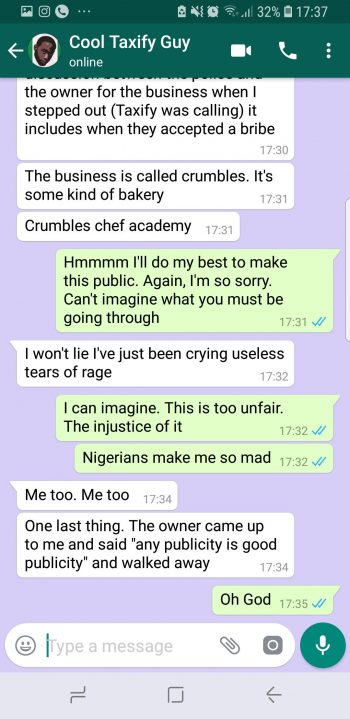 32% 17:37
Cool Taxify Guy
online
the owner for the business when I
stepped out (Taxify was calling) it
includes when they accepted a bribe
17:30
The business is called crumbles. It's
some kind of bakery
17:31
Crumbles chef academy
17:31
Hmmmm I'll do my best to make
this public. Again, I'm so sorry.
Can't imagine what you must be
going through
17:31
I won't lie I've just been crying useless
tears of rage
17:32
I can imagine. This is too unfair.
The injustice of it
17:32
Nigerians make me so mad
17:32
Me too. Me too
17:34
One last thing. The owner came up
to me and said "any publicity is good
publicity" and walked away
17:34
Oh God
17:35
Type a message